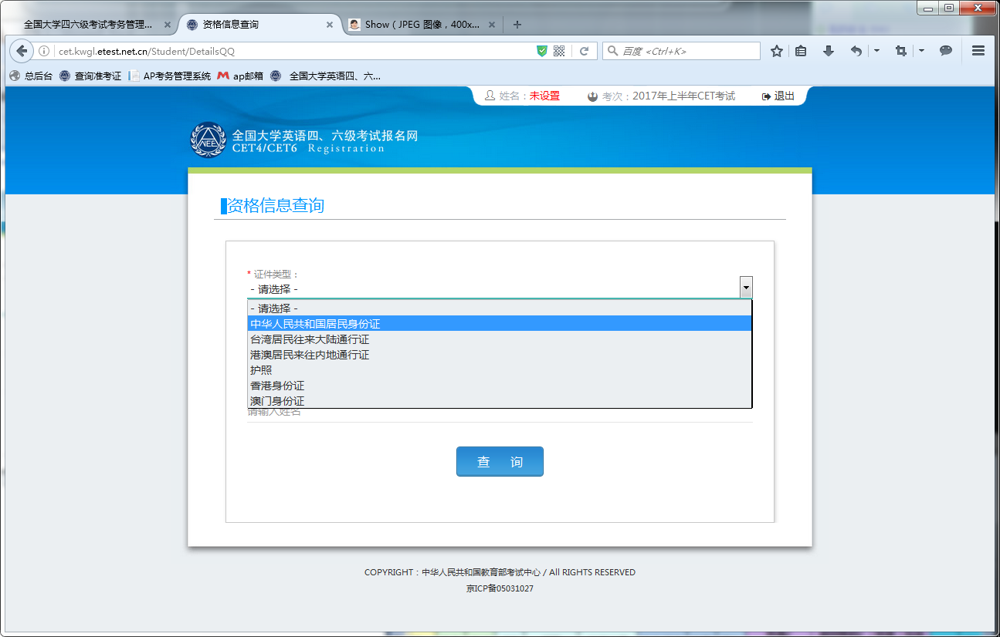 全国大学四六级考试考务管理...
资格信息查询
Show（JPEG 图像，400x...
cet.kwgl.etest.net.cn/Student/DetailsQQ
百度 <Ctrl+K>
总后台 查询准考证 AP考务管理系统 ap邮箱 全国大学英语四、六...
姓名：未设置 考次：2017年上半年CET考试 退出
NEE
全国大学英语四、六级考试报名网
CET4/CET6 Registration
资格信息查询
* 证件类型：
- 请选择 -
- 请选择 -
中华人民共和国居民身份证
台湾居民往来大陆通行证
港澳居民来往内地通行证
护照
香港身份证
澳门身份证
请输入姓名
查 询
COPYRIGHT：中华人民共和国教育部考试中心 / All RIGHTS RESERVED
京ICP备05031027